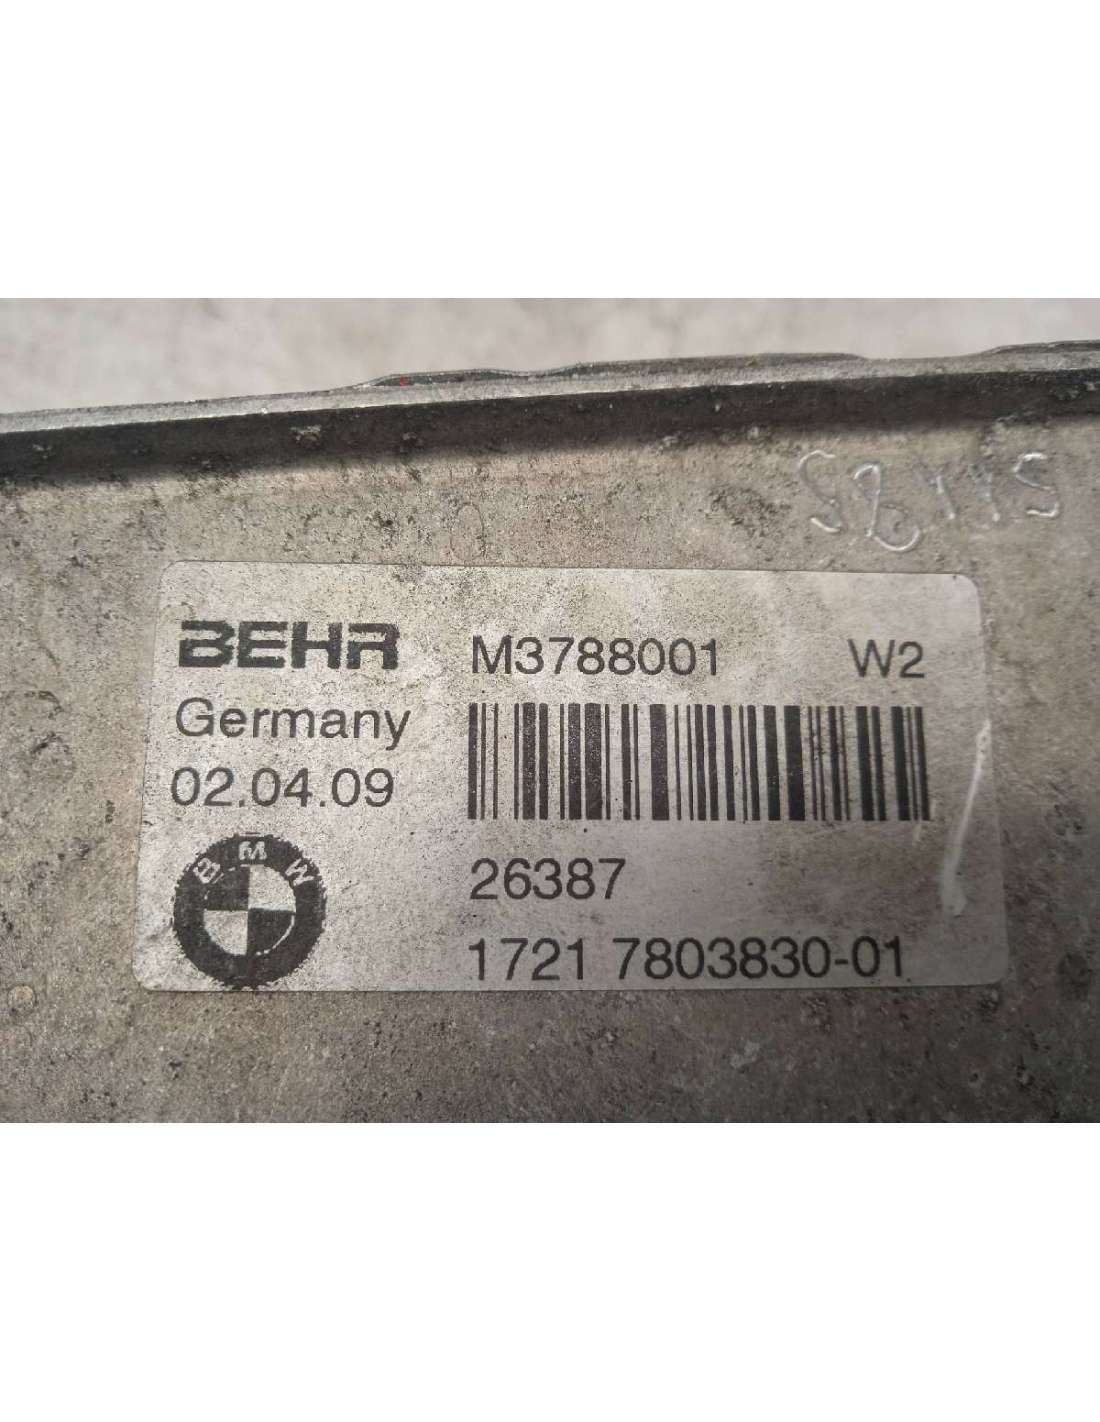 BEHR M3788001 W2
Germany
02.04.09
BMW
26387
1721 7803830-01